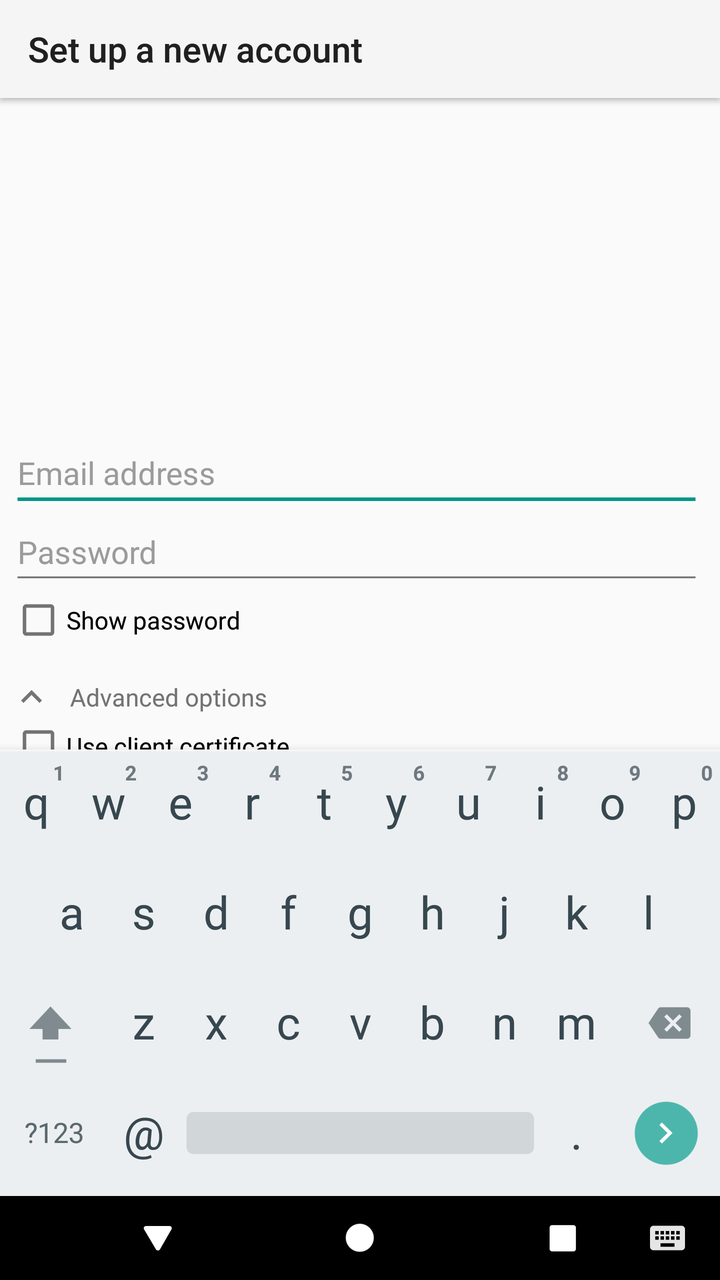 Set up a new account
Email address
Password
Show password
Advanced options
Use client certificate
1 2 3 4 5 6 7 8 9 0
q w e r t y u i o p
a s d f g h j k l
z x c v b n m
?123 @ .